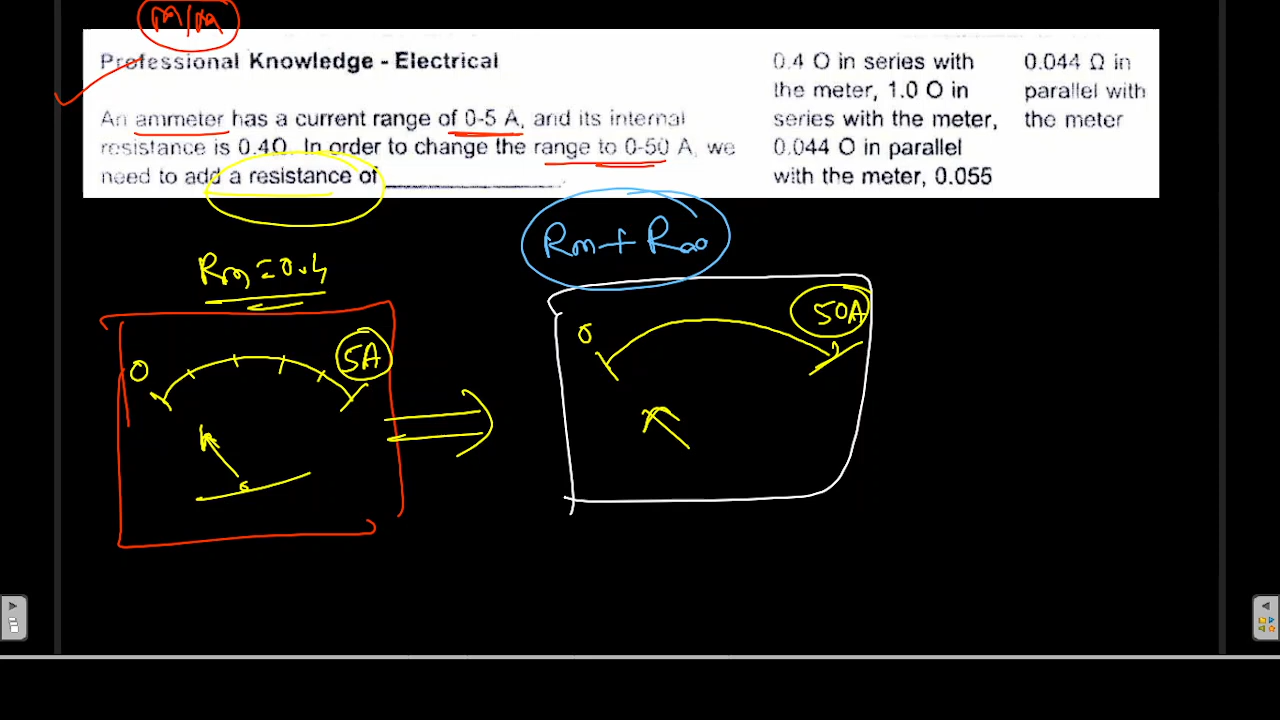 m/m
Professional Knowledge - Electrical
An ammeter has a current range of 0-5 A, and its internal
resistance is 0.4Ω. In order to change the range to 0-50 A, we
need to add a resistance of ______________.
0.4 O in series with
the meter, 1.0 O in
series with the meter,
0.044 O in parallel
with the meter, 0.055
0.044 Ω in
parallel with
the meter
Rm + R
Rm = 0.4
0
5A
0
50A